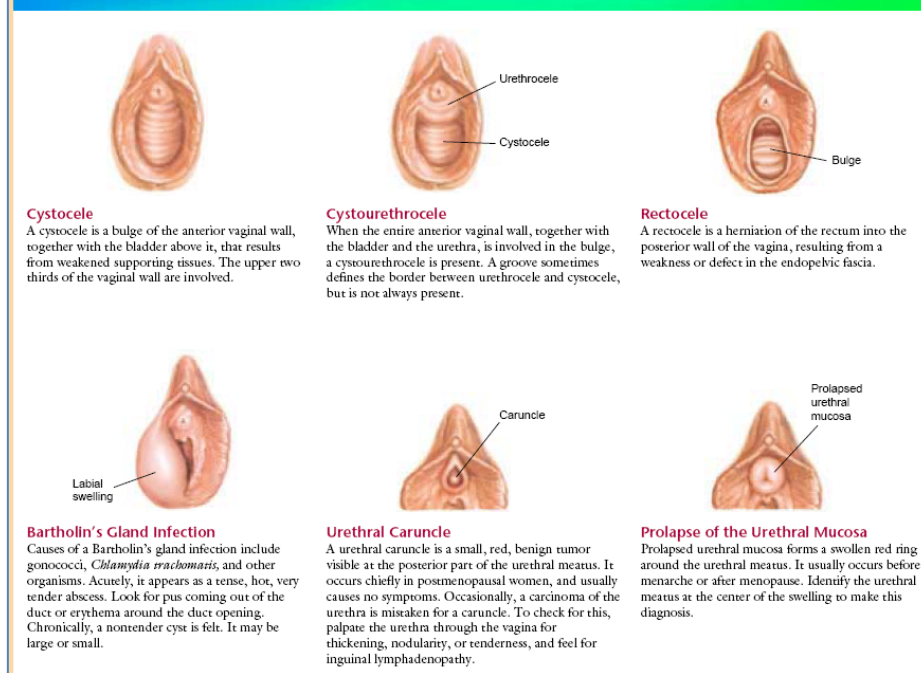 Urethrocele
Cystocele
Bulge
Cystocele
A cystocele is a bulge of the anterior vaginal wall,
together with the bladder above it, that results
from weakened supporting tissues. The upper two
thirds of the vaginal wall are involved.
Cystourethrocele
When the entire anterior vaginal wall, together with
the bladder and the urethra, is involved in the bulge,
a cystourethrocele is present. A groove sometimes
defines the border between urethrocele and cystocele,
but is not always present.
Rectocele
A rectocele is a herniation of the rectum into the
posterior wall of the vagina, resulting from a
weakness or defect in the endopelvic fascia.
Labial
swelling
Caruncle
Prolapsed
urethral
mucosa
Bartholin's Gland Infection
Causes of a Bartholin's gland infection include
gonococci, Chlamydia trachomatis, and other
organisms. Acutely, it appears as a tense, hot, very
tender abscess. Look for pus coming out of the
duct or erythema around the duct opening.
Chronically, a nontender cyst is felt. It may be
large or small.
Urethral Caruncle
A urethral caruncle is a small, red, benign tumor
visible at the posterior part of the urethral meatus. It
occurs chiefly in postmenopausal women, and usually
causes no symptoms. Occasionally, a carcinoma of the
urethra is mistaken for a caruncle. To check for this,
palpate the urethra through the vagina for
thickening, nodularity, or tenderness, and feel for
inguinal lymphadenopathy.
Prolapse of the Urethral Mucosa
Prolapsed urethral mucosa forms a swollen red ring
around the urethral meatus. It usually occurs before
menarche or after menopause. Identify the urethral
meatus at the center of the swelling to make this
diagnosis.